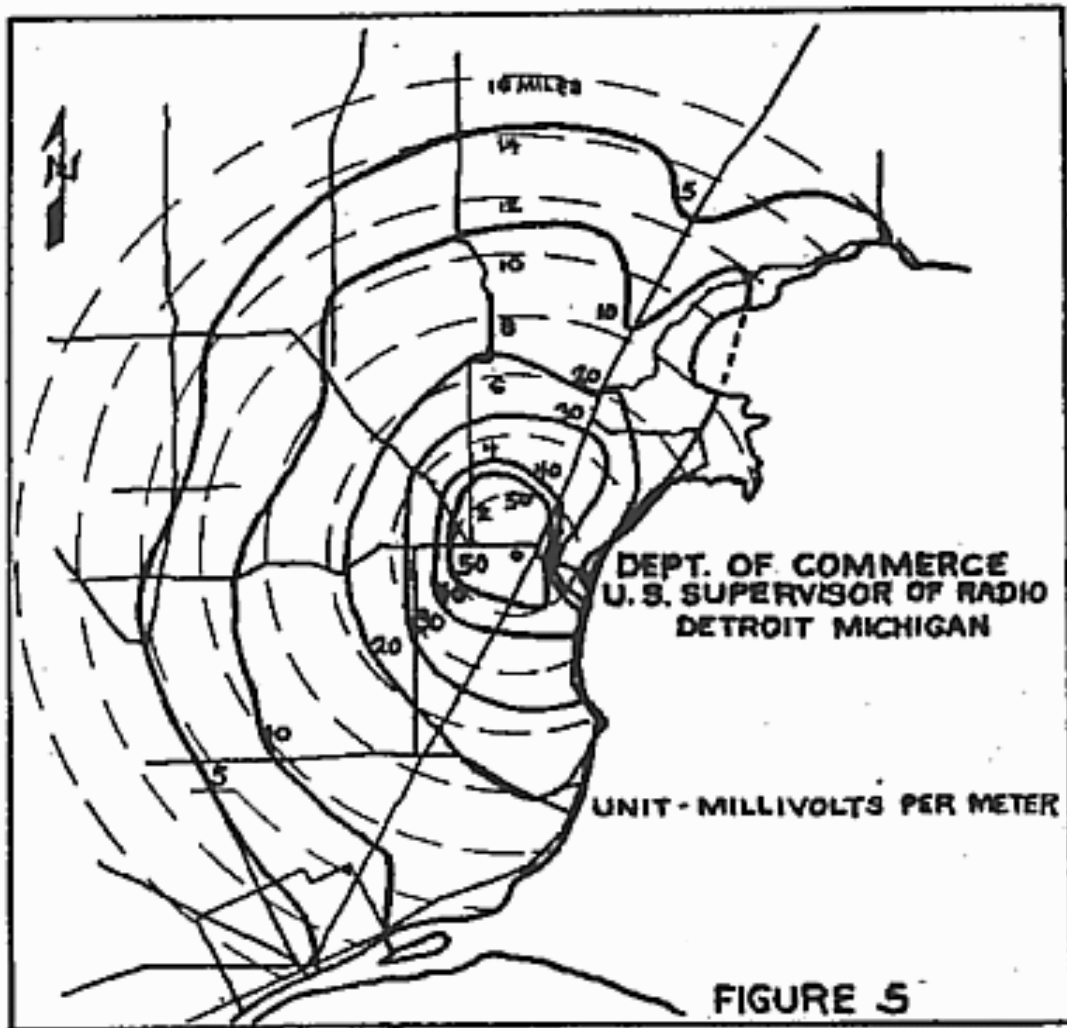 16 MILES
N
14
5
12
10
10
8
20
6
30
4
40
50
2
50
DEPT. OF COMMERCE
U. S. SUPERVISOR OF RADIO
DETROIT MICHIGAN
40
30
20
10
5
UNIT - MILLIVOLTS PER METER
FIGURE 5